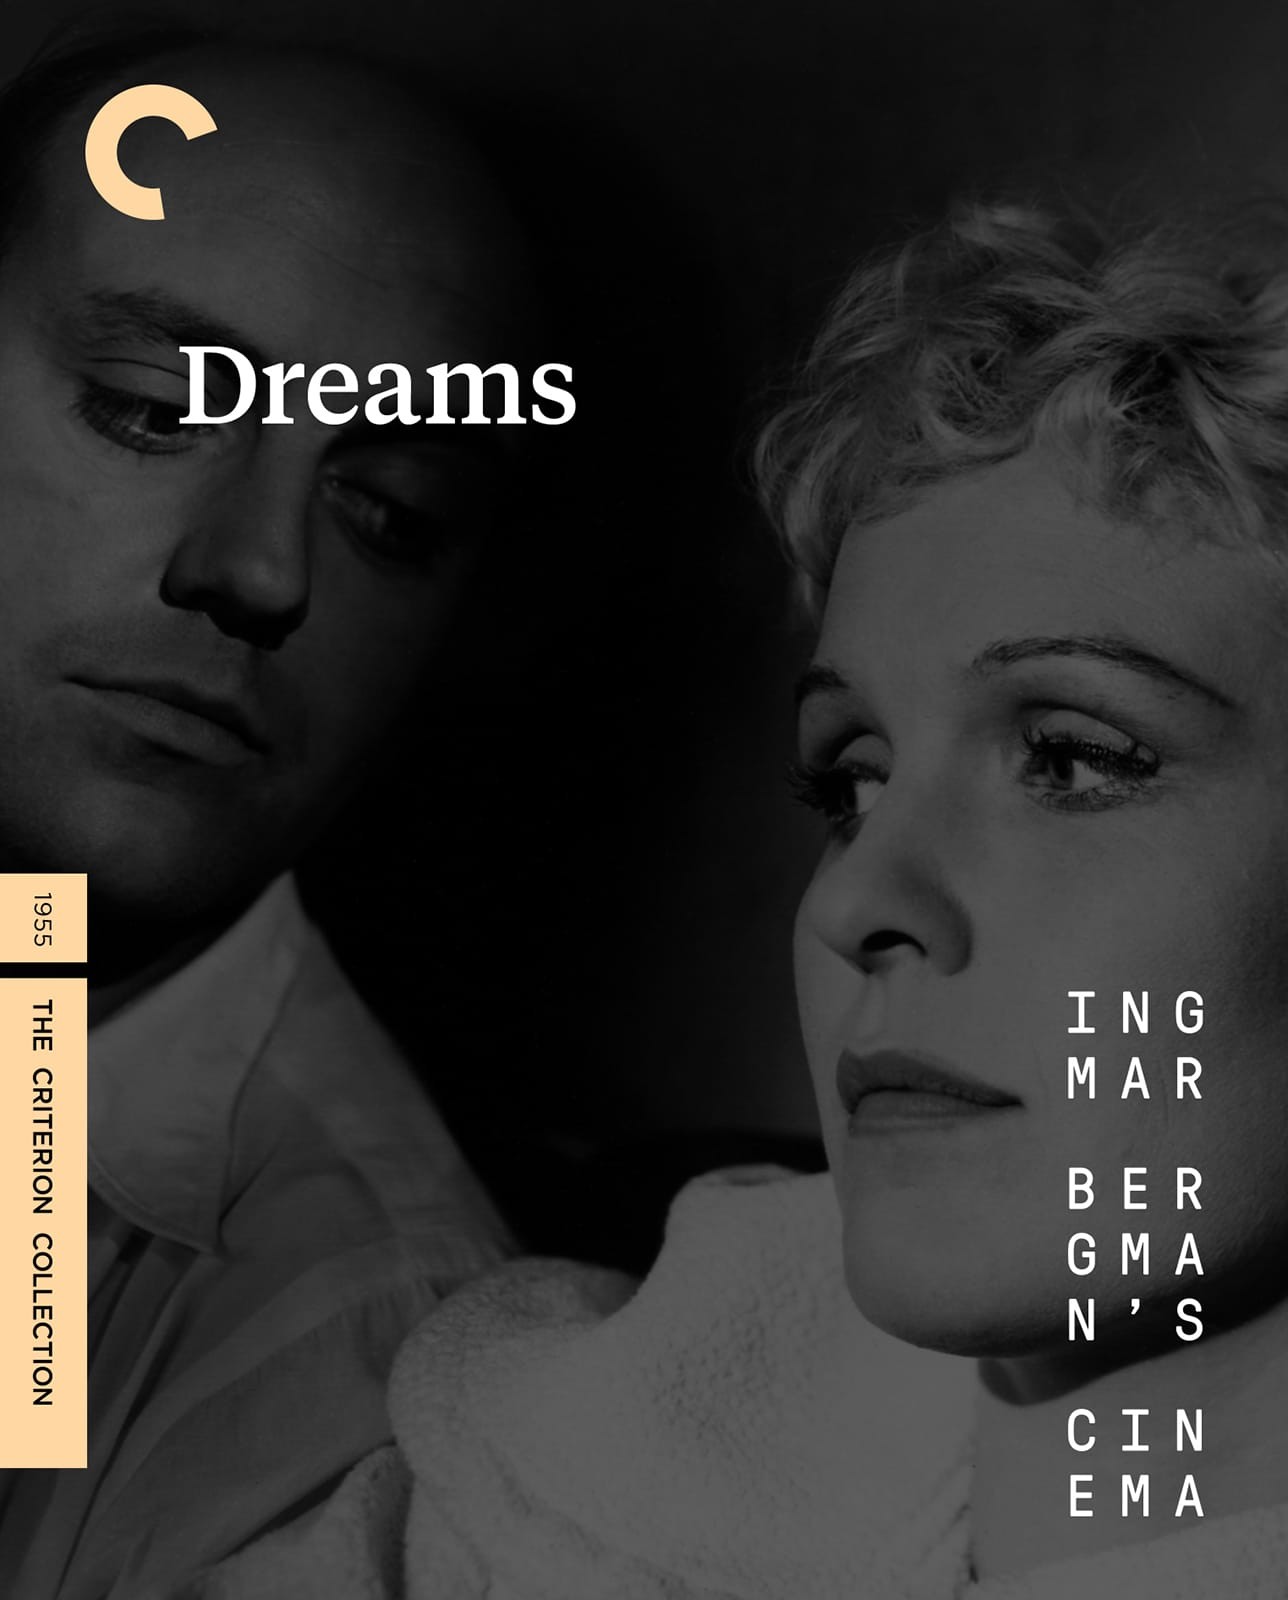 Dreams
1955
THE CRITERION COLLECTION
ING
MAR
BER
GMA
N'S
CIN
EMA